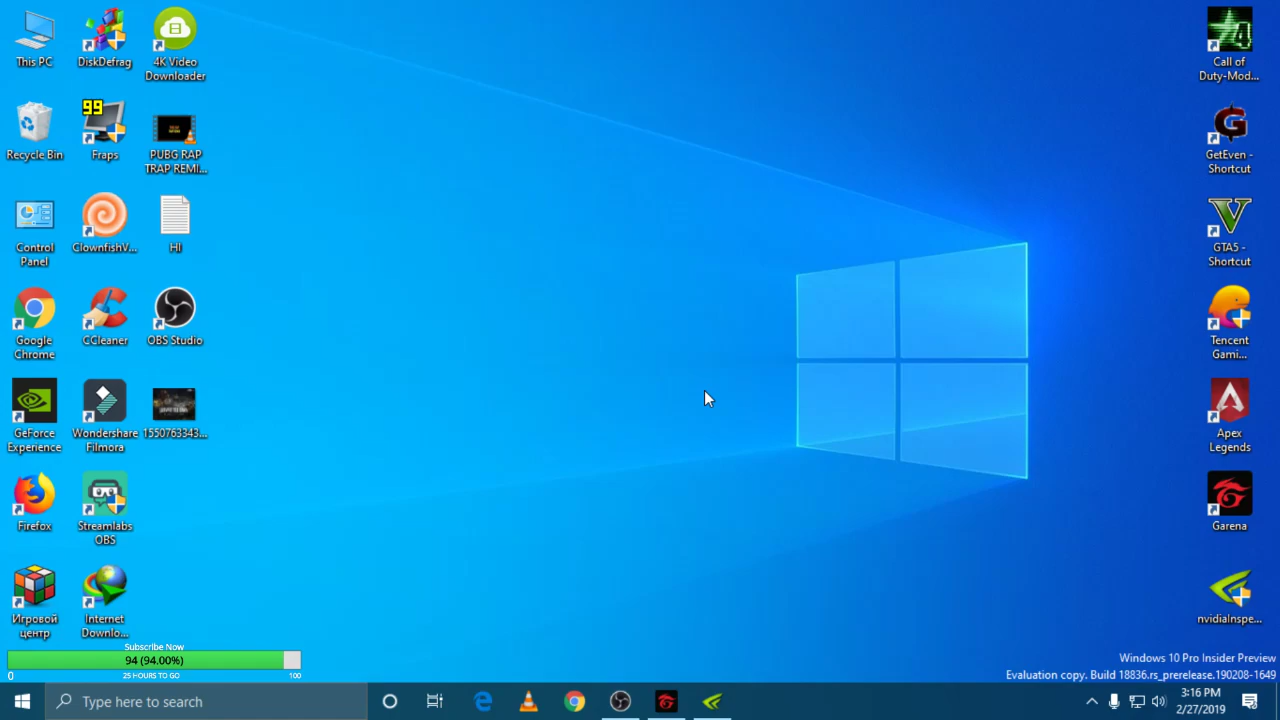 This PC
DiskDefrag
4K Video
Downloader
Recycle Bin
99
Fraps
PUBG RAP
TRAP REMI...
Control
Panel
ClownfishV...
HI
Google
Chrome
CCleaner
OBS Studio
GeForce
Experience
Wondershare
Filmora
1550763343...
Firefox
Streamlabs
OBS
Игровой
центр
Internet
Downlo...
4
Call of
Duty-Mod...
GetEven -
Shortcut
GTA5 -
Shortcut
Tencent
Gami...
Apex
Legends
Garena
nvidiaInspe...
Subscribe Now
94 (94.00%)
0
25 HOURS TO GO
100
Windows 10 Pro Insider Preview
Evaluation copy. Build 18836.rs_prerelease.190208-1649
Type here to search
3:16 PM
2/27/2019